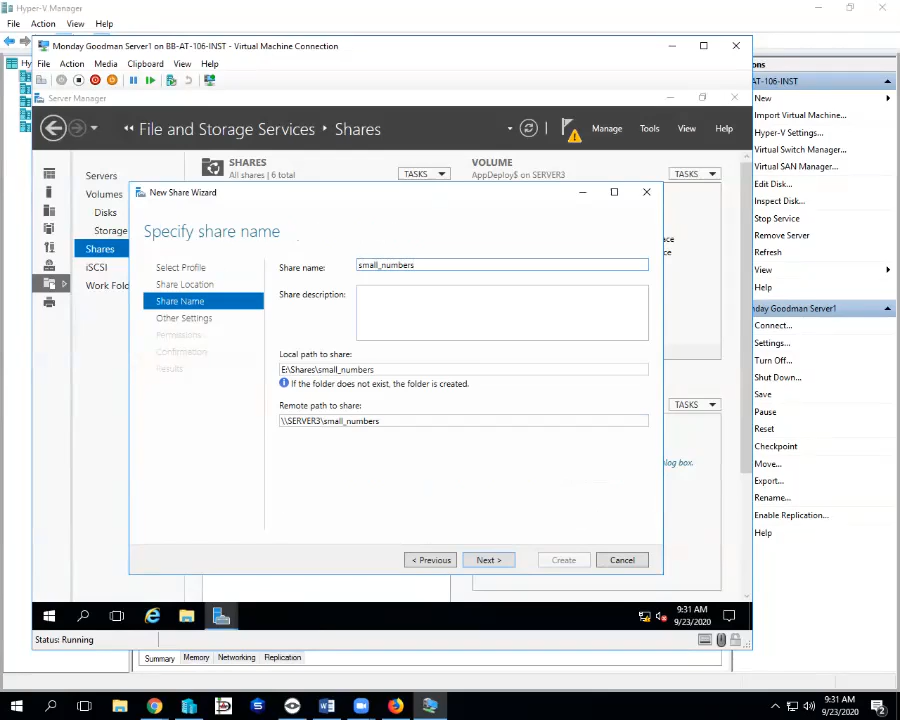 Hyper-V Manager
File Action View Help
Monday Goodman Server1 on BB-AT-106-INST - Virtual Machine Connection
File Action Media Clipboard View Help
Server Manager
File and Storage Services Shares
Manage Tools View Help
Servers
Volumes
Disks
Storage
Shares
iSCSI
Work Fold
SHARES
All shares | 6 total
TASKS
VOLUME
AppDeploy$ on SERVER3
TASKS
New Share Wizard
Specify share name
Select Profile
Share Location
Share Name
Other Settings
Permissions
Confirmation
Results
Share name:
small_numbers
Share description:
Local path to share:
E:\Shares\small_numbers
If the folder does not exist, the folder is created.
Remote path to share:
\\SERVER3\small_numbers
< Previous
Next >
Create
Cancel
TASKS
log box.
9:31 AM
9/23/2020
Status: Running
Summary Memory Networking Replication
ons
AT-106-INST
New
Import Virtual Machine...
Hyper-V Settings...
Virtual Switch Manager...
Virtual SAN Manager...
Edit Disk...
Inspect Disk...
Stop Service
Remove Server
Refresh
View
Help
nday Goodman Server1
Connect...
Settings...
Turn Off...
Shut Down...
Save
Pause
Reset
Checkpoint
Move...
Export...
Rename...
Enable Replication...
Help
9:31 AM
9/23/2020